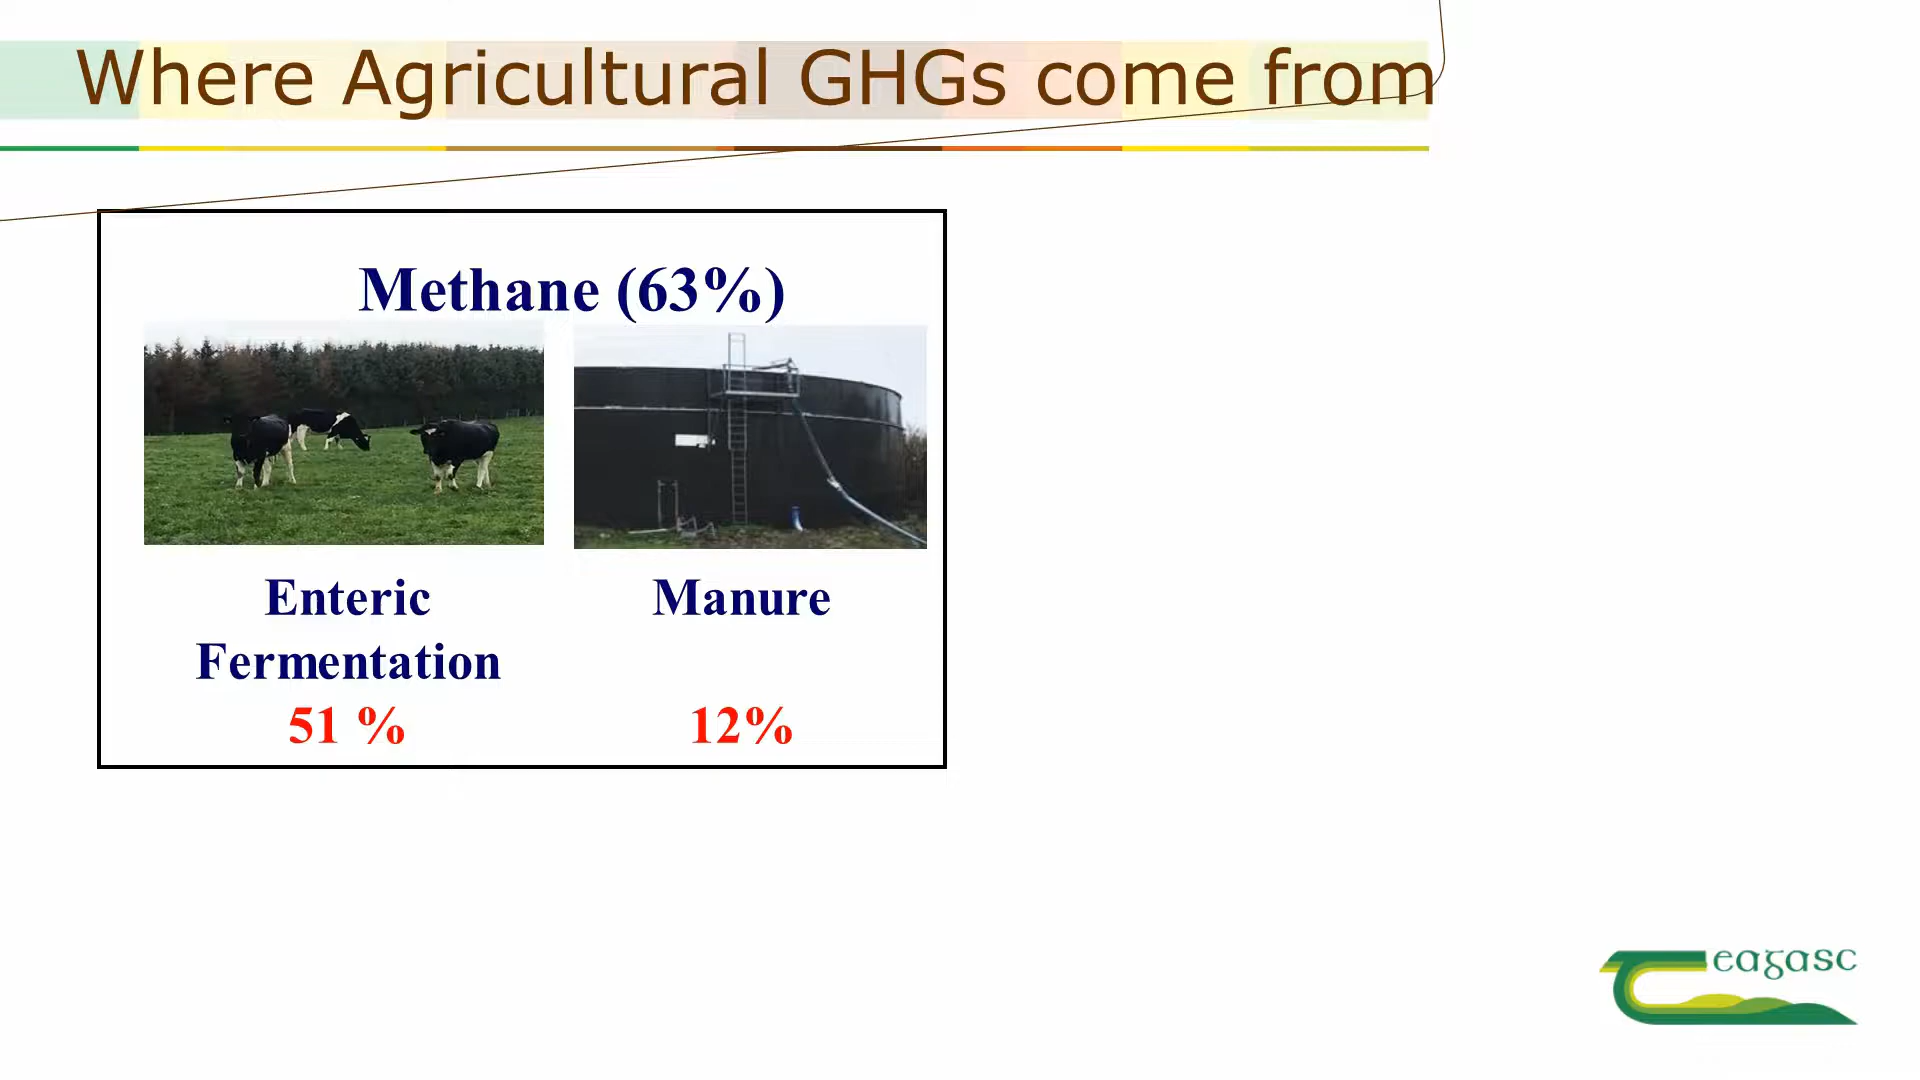 Where Agricultural GHGs come from
Methane (63%)
Enteric
Fermentation
51 %
Manure
12%
eagasc